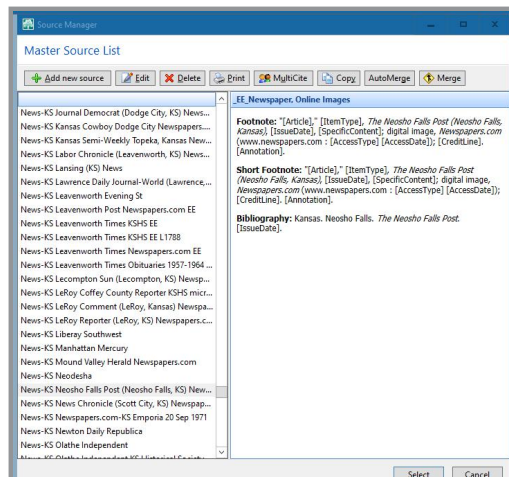 Source Manager
Master Source List
Add new source Edit Delete Print MultiCite Copy AutoMerge Merge
News-KS Journal Democrat (Dodge City, KS) News...
News-KS Kansas Cowboy Dodge City Newspapers....
News-KS Kansas Semi-Weekly Topeka, Kansas New...
News-KS Labor Chronicle (Leavenworth, KS) News...
News-KS Lansing (KS) News
News-KS Lawrence Daily Journal-World (Lawrence,...
News-KS Leavenworth Evening St
News-KS Leavenworth Post Newspapers.com EE
News-KS Leavenworth Times KSHS EE
News-KS Leavenworth Times KSHS EE L1788
News-KS Leavenworth Times Newspapers.com EE
News-KS Leavenworth Times Obituaries 1957-1964 ...
News-KS Lecompton Sun (Lecompton, KS) Newsp...
News-KS LeRoy Coffey County Reporter KSHS micr...
News-KS LeRoy Comment (LeRoy, Kansas) Newspa...
News-KS LeRoy Reporter (LeRoy, KS) Newspapers.c...
News-KS Liberay Southwest
News-KS Manhattan Mercury
News-KS Mound Valley Herald Newspapers.com
News-KS Neodesha
News-KS Neosho Falls Post (Neosho Falls, KS) New...
News-KS News Chronicle (Scott City, KS) Newspap...
News-KS Newspapers.com-KS Emporia 20 Sep 1971
News-KS Newton Daily Republica
News-KS Olathe Independent
News-KS Olathe Independent KS Historical Society
_EE_Newspaper. Online Images
Footnote: "[Article]," [ItemType], The Neosho Falls Post (Neosho Falls,
Kansas), [IssueDate], [SpecificContent]; digital image, Newspapers.com
(www.newspapers.com : [AccessType] [AccessDate]); [CreditLine].
[Annotation].
Short Footnote: "[Article]," [ItemType], The Neosho Falls Post
(Neosho Falls, Kansas), [IssueDate], [SpecificContent]; digital image,
Newspapers.com (www.newspapers.com : [AccessType] [AccessDate]);
[CreditLine]. [Annotation].
Bibliography: Kansas. Neosho Falls. The Neosho Falls Post.
[IssueDate].
Select Cancel